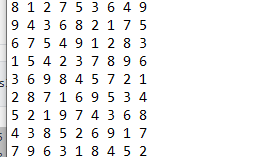 8 1 2 7 5 3 6 4 9
9 4 3 6 8 2 1 7 5
6 7 5 4 9 1 2 8 3
1 5 4 2 3 7 8 9 6
3 6 9 8 4 5 7 2 1
2 8 7 1 6 9 5 3 4
5 2 1 9 7 4 3 6 8
4 3 8 5 2 6 9 1 7
7 9 6 3 1 8 4 5 2